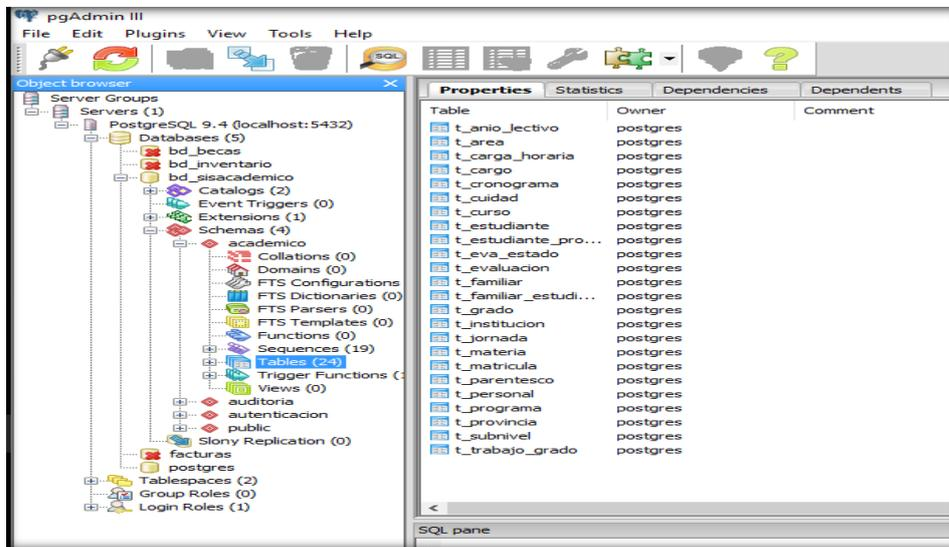 pgAdmin III
File Edit Plugins View Tools Help
SQL
Object browser
Server Groups
Servers (1)
PostgreSQL 9.4 (localhost:5432)
Databases (5)
bd_becas
bd_inventario
bd_sisacademico
Catalogs (2)
Event Triggers (0)
Extensions (1)
Schemas (4)
academico
Collations (0)
Domains (0)
FTS Configurations
FTS Dictionaries (0)
FTS Parsers (0)
FTS Templates (0)
Functions (0)
Sequences (19)
Tables (24)
Trigger Functions (
Views (0)
auditoria
autenticacion
public
Slony Replication (0)
facturas
postgres
Tablespaces (2)
Group Roles (0)
Login Roles (1)
Properties Statistics Dependencies Dependents
Table Owner Comment
t_anio_lectivo postgres
t_area postgres
t_carga_horaria postgres
t_cargo postgres
t_cronograma postgres
t_cuidad postgres
t_curso postgres
t_estudiante postgres
t_estudiante_pro... postgres
t_eva_estado postgres
t_evaluacion postgres
t_familiar postgres
t_familiar_estudi... postgres
t_grado postgres
t_institucion postgres
t_jornada postgres
t_materia postgres
t_matricula postgres
t_parentesco postgres
t_personal postgres
t_programa postgres
t_provincia postgres
t_subnivel postgres
t_trabajo_grado postgres
SQL pane